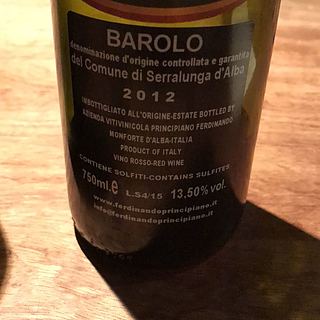 BAROLO
denominazione d'origine controllata e garantita
del Comune di Serralunga d'Alba
2012
IMBOTTIGLIATO ALL'ORIGINE-ESTATE BOTTLED BY
AZIENDA VITIVINICOLA PRINCIPIANO FERDINANDO
MONFORTE D'ALBA-ITALIA
PRODUCT OF ITALY
VINO ROSSO-RED WINE
CONTIENE SOLFITI-CONTAINS SULFITES
750ml.e L.S4/15 13,50%vol.
www.ferdinandoprincipiano.it
info@ferdinandoprincipiano.it